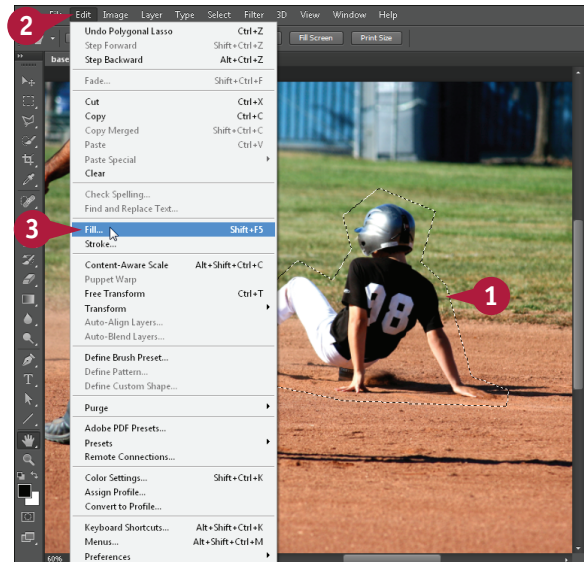 2
Edit Image Layer Type Select Filter 3D View Window Help
Fill Screen Print Size
base
Undo Polygonal Lasso Ctrl+Z
Step Forward Shift+Ctrl+Z
Step Backward Alt+Ctrl+Z
Fade... Shift+Ctrl+F
Cut Ctrl+X
Copy Ctrl+C
Copy Merged Shift+Ctrl+C
Paste Ctrl+V
Paste Special
Clear
Check Spelling...
Find and Replace Text...
3
Fill... Shift+F5
Stroke...
Content-Aware Scale Alt+Shift+Ctrl+C
Puppet Warp
Free Transform Ctrl+T
Transform
Auto-Align Layers...
Auto-Blend Layers...
Define Brush Preset...
Define Pattern...
Define Custom Shape...
Purge
Adobe PDF Presets...
Presets
Remote Connections...
Color Settings... Shift+Ctrl+K
Assign Profile...
Convert to Profile...
Keyboard Shortcuts... Alt+Shift+Ctrl+K
Menus... Alt+Shift+Ctrl+M
Preferences
1
98
60%